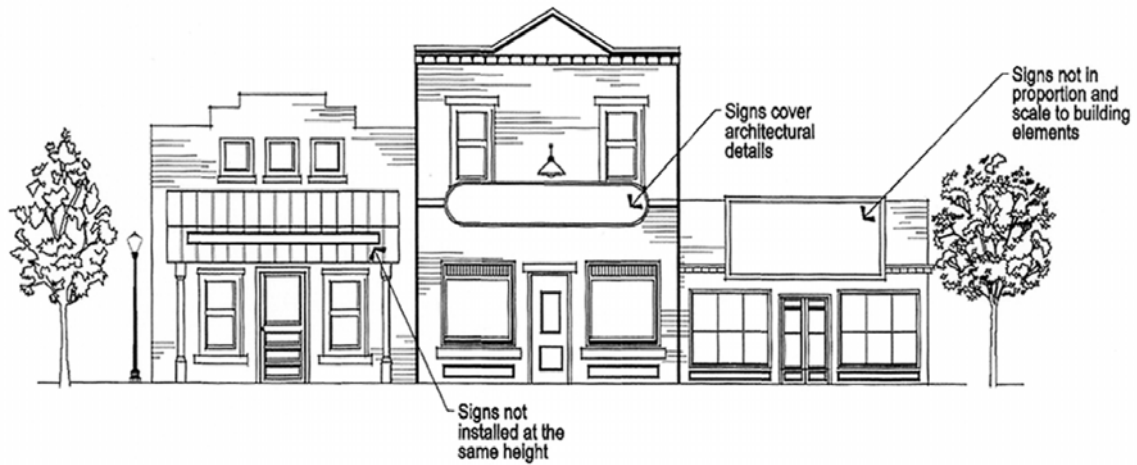 Signs not in
proportion and
scale to building
elements
Signs cover
architectural
details
Signs not
installed at the
same height